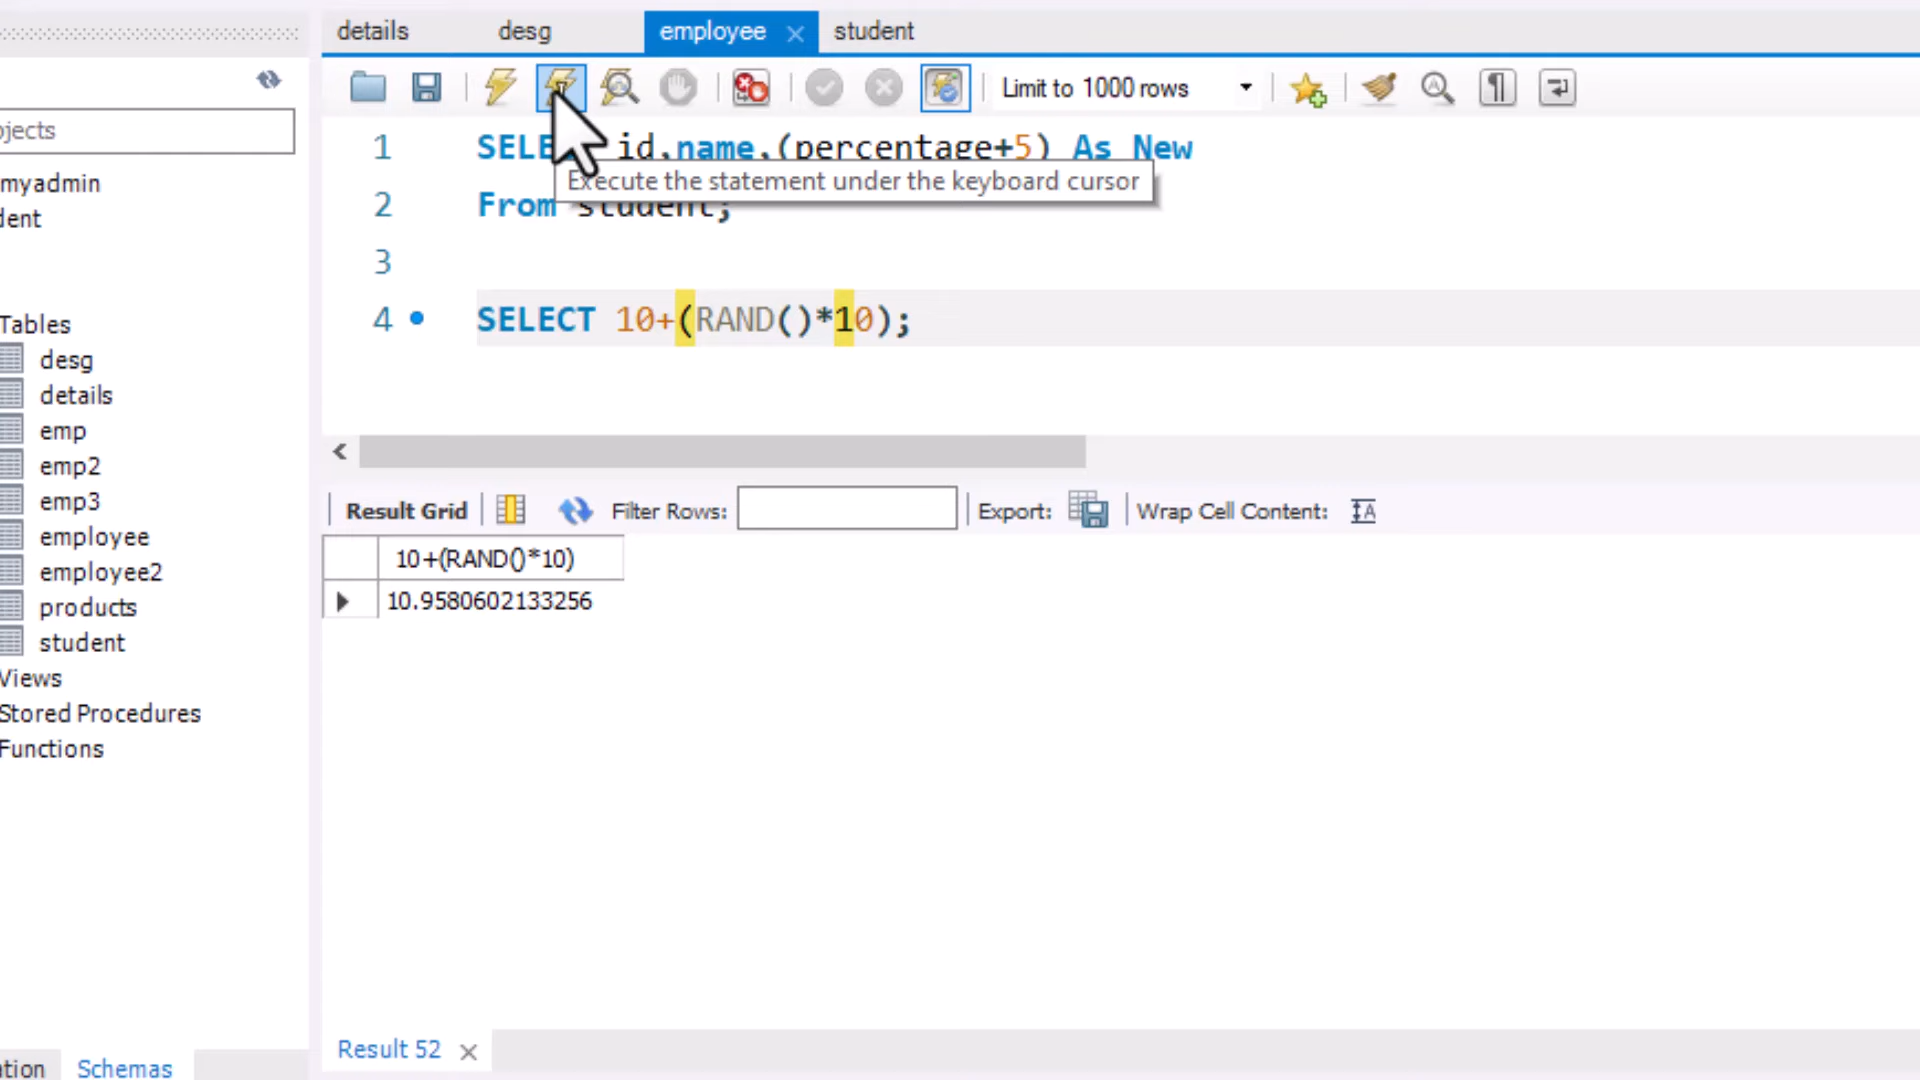 details desg employee student
Limit to 1000 rows
jects
myadmin
dent
Tables
desg
details
emp
emp2
emp3
employee
employee2
products
student
Views
Stored Procedures
Functions
Schemas
1 id,name,(percentage+5) As New
Execute the statement under the keyboard cursor
2 From student;
3
4 SELECT 10+(RAND()*10);
Result Grid Filter Rows: Export: Wrap Cell Content:
10+(RAND()*10)
10.9580602133256
Result 52